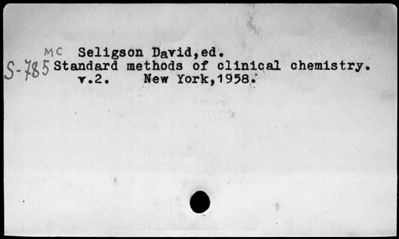 MC Seligson David,ed.
S-785 Standard methods of clinical chemistry.
v.2. New York,1958.